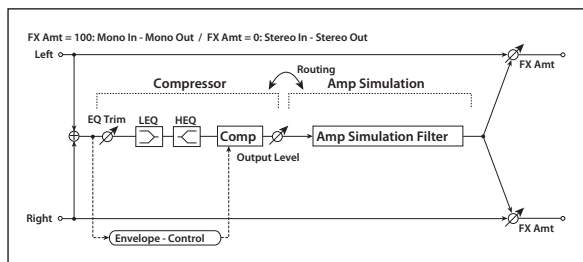 FX Amt = 100: Mono In - Mono Out / FX Amt = 0: Stereo In - Stereo Out
Left
FX Amt
Routing
Compressor
Amp Simulation
EQ Trim
LEQ
HEQ
Comp
Output Level
Amp Simulation Filter
Right
FX Amt
Envelope - Control